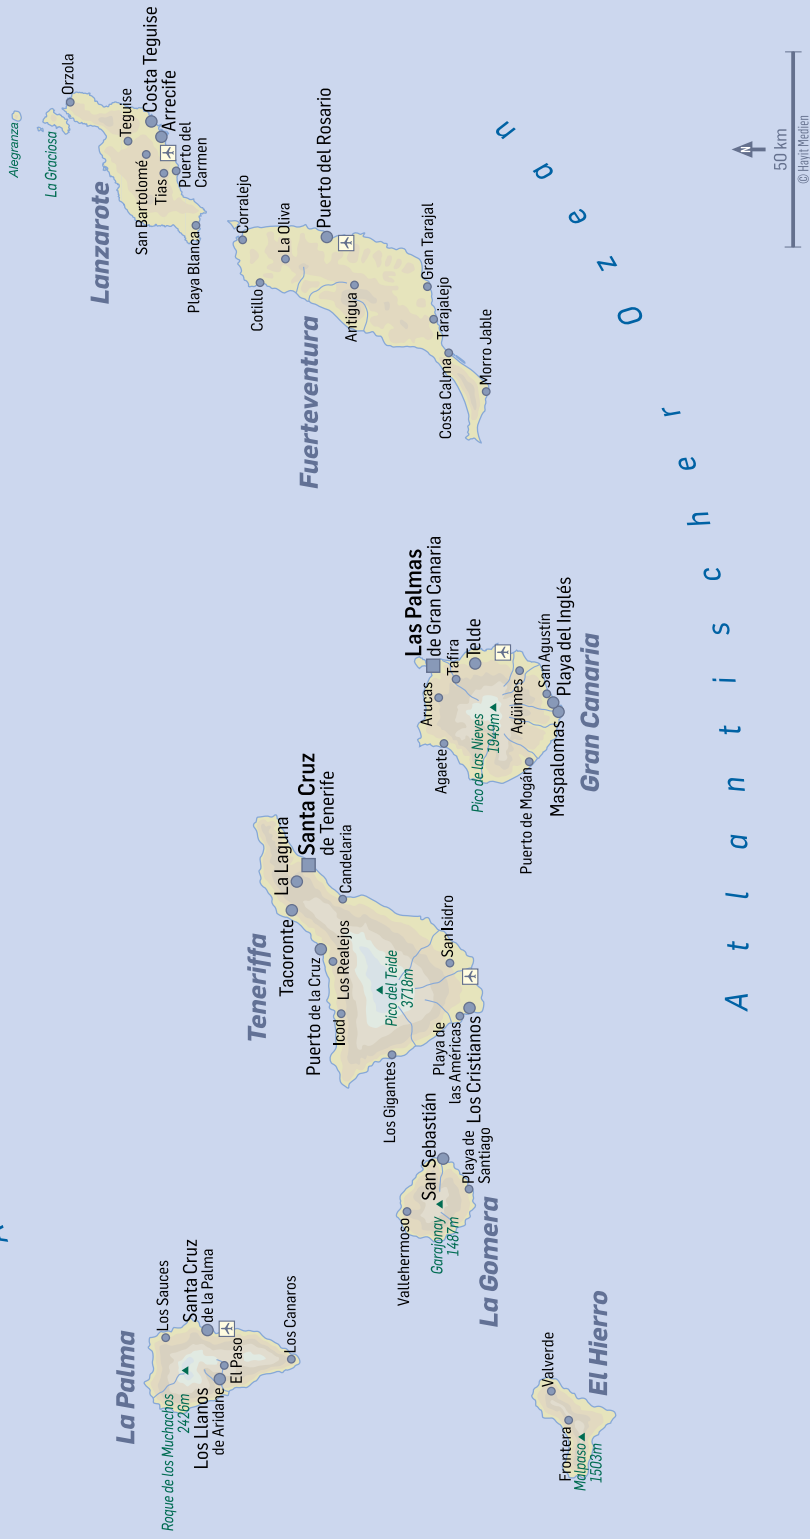 La Palma
Roque de los Muchachos
2426m
Los Sauces
Santa Cruz
de la Palma
Los Llanos
de Aridane
El Paso
Los Canaros
El Hierro
Valverde
Frontera
Malpaso
1503m
La Gomera
Vallehermoso
Garajonay
1487m
San Sebastián
Playa de
Santiago
Teneriffa
Tacoronte
La Laguna
Santa Cruz
de Tenerife
Candelaria
Puerto de la Cruz
Los Realejos
Icod
Pico del Teide
3718m
Los Gigantes
San Isidro
Playa de
las Américas
Los Cristianos
Gran Canaria
Las Palmas
de Gran Canaria
Arucas
Tafira
Telde
Agaete
Pico de las Nieves
1949m
Agüimes
San Agustín
Playa del Inglés
Maspalomas
Puerto de Mogán
Fuerteventura
Corralejo
Cotillo
La Oliva
Puerto del Rosario
Antigua
Gran Tarajal
Tarajalejo
Costa Calma
Morro Jable
Lanzarote
Alegranza
La Graciosa
Orzola
Teguise
Costa Teguise
Arrecife
San Bartolomé
Tias
Puerto del
Carmen
Playa Blanca
Atlantischer Ozean
N
50 km
© Hayit Medien